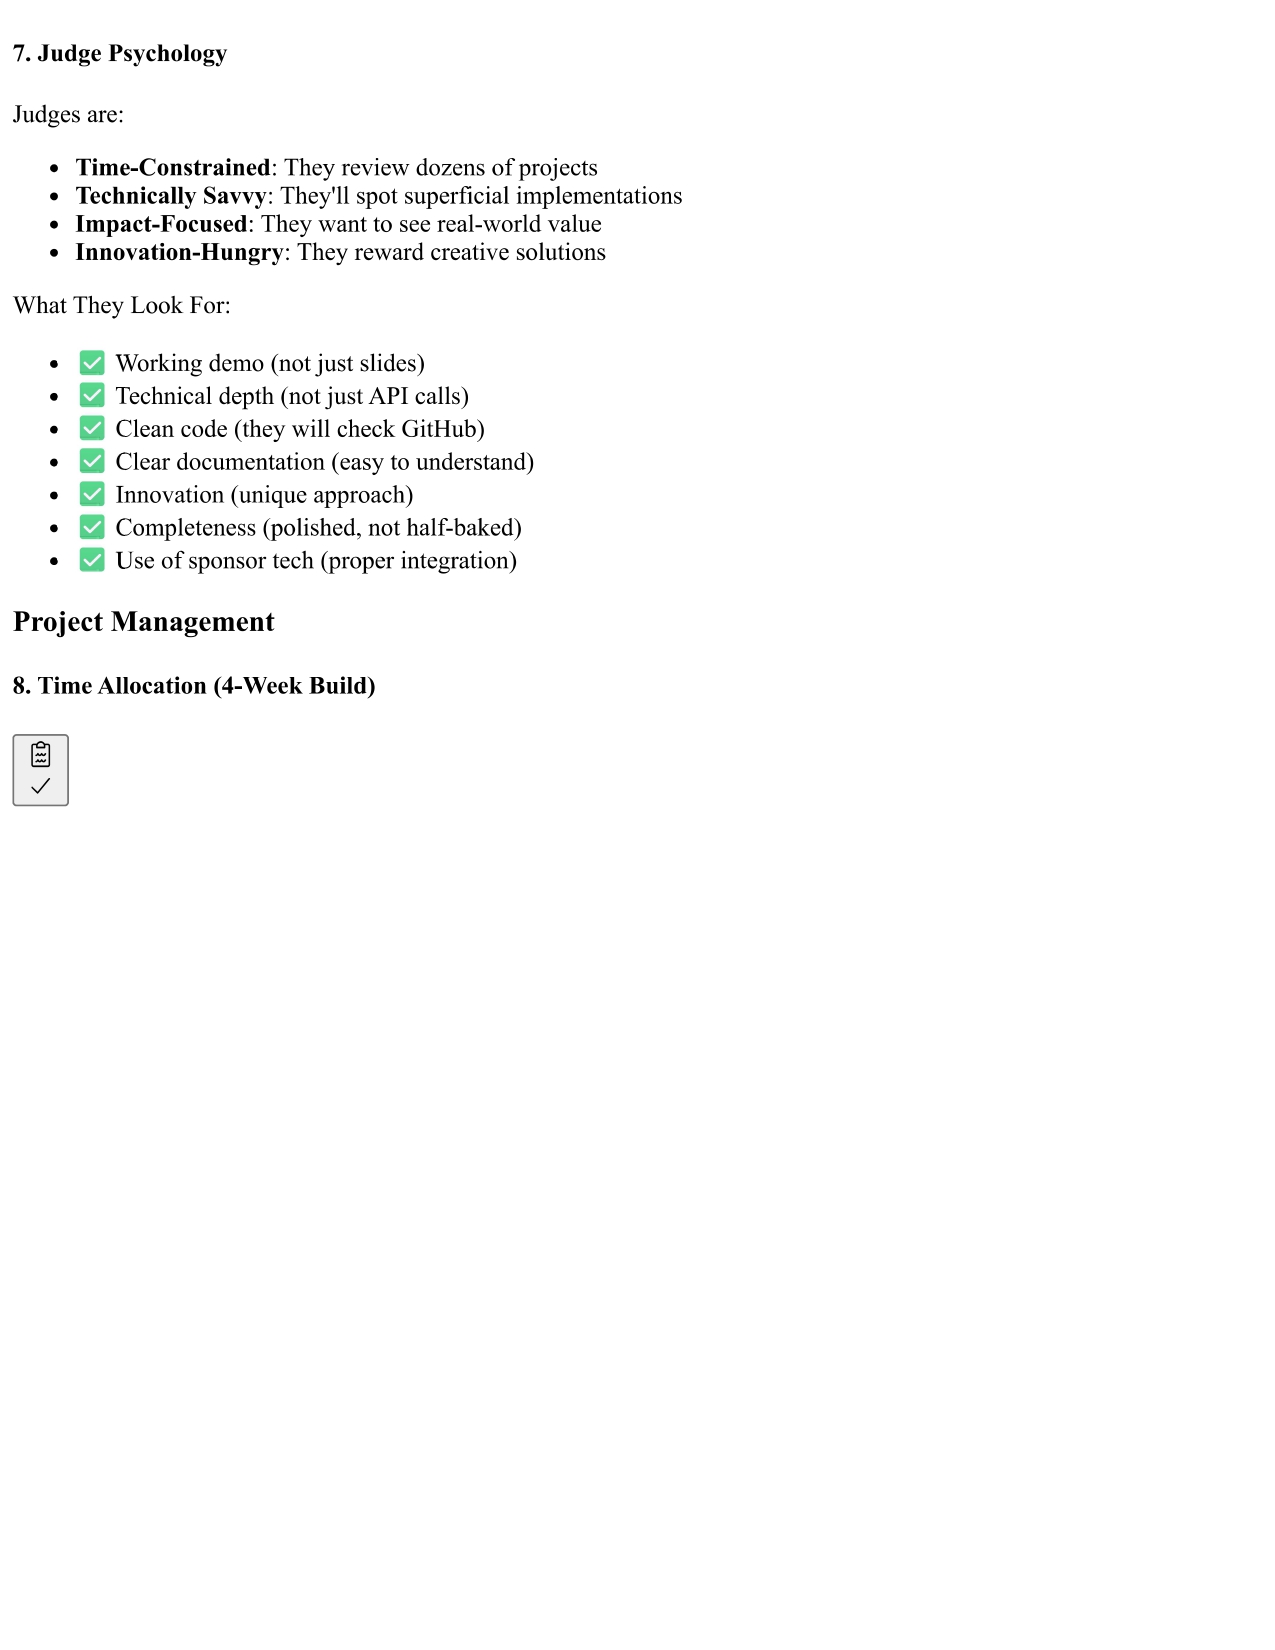 7. Judge Psychology
Judges are:
• Time-Constrained: They review dozens of projects
• Technically Savvy: They'll spot superficial implementations
• Impact-Focused: They want to see real-world value
• Innovation-Hungry: They reward creative solutions
What They Look For:
• ✅ Working demo (not just slides)
• ✅ Technical depth (not just API calls)
• ✅ Clean code (they will check GitHub)
• ✅ Clear documentation (easy to understand)
• ✅ Innovation (unique approach)
• ✅ Completeness (polished, not half-baked)
• ✅ Use of sponsor tech (proper integration)
Project Management
8. Time Allocation (4-Week Build)